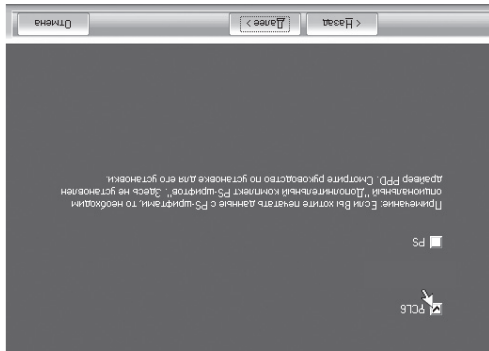 PCL6
PS
Примечание: Если Вы хотите печатать данные с PS-шрифтами, то необходим
опциональный "Дополнительный комплект PS-шрифтов". Здесь не установлен
драйвер PPD. Смотрите руководство по установке для его установки.
< Назад
Далее >
Отмена